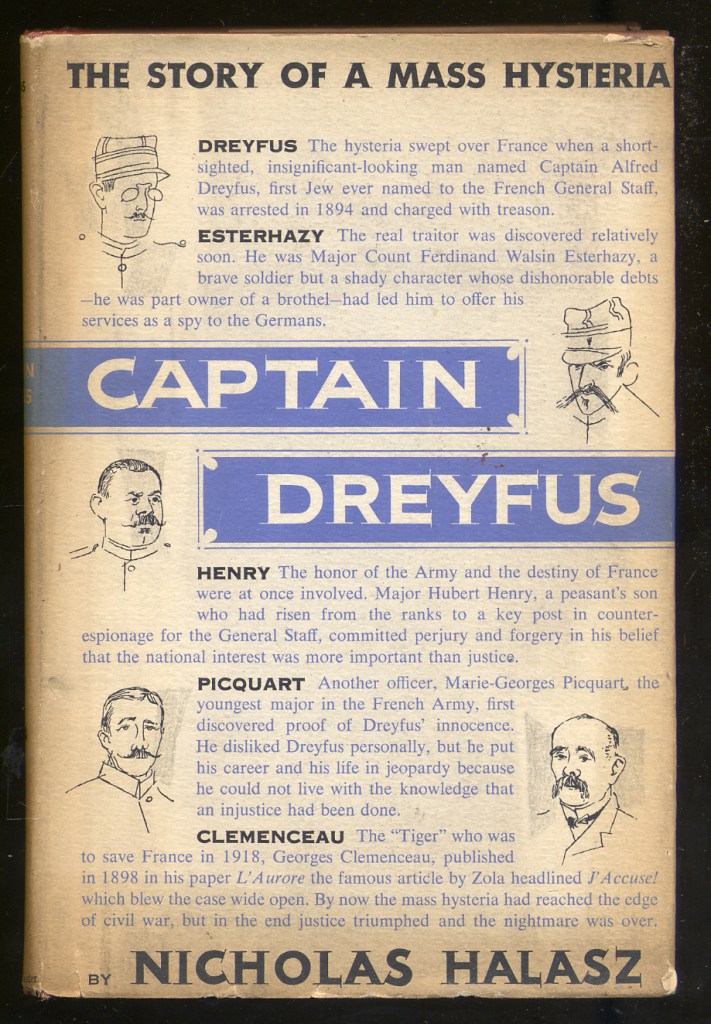 THE STORY OF A MASS HYSTERIA
DREYFUS The hysteria swept over France when a short-
sighted, insignificant-looking man named Captain Alfred
Dreyfus, first Jew ever named to the French General Staff,
was arrested in 1894 and charged with treason.
ESTERHAZY The real traitor was discovered relatively
soon. He was Major Count Ferdinand Walsin Esterhazy, a
brave soldier but a shady character whose dishonorable debts
—he was part owner of a brothel—had led him to offer his
services as a spy to the Germans.
CAPTAIN
DREYFUS
HENRY The honor of the Army and the destiny of France
were at once involved. Major Hubert Henry, a peasant's son
who had risen from the ranks to a key post in counter-
espionage for the General Staff, committed perjury and forgery in his belief
that the national interest was more important than justice.
PICQUART Another officer, Marie-Georges Picquart, the
youngest major in the French Army, first
discovered proof of Dreyfus' innocence.
He disliked Dreyfus personally, but he put
his career and his life in jeopardy because
he could not live with the knowledge that
an injustice had been done.
CLEMENCEAU The "Tiger" who was
to save France in 1918, Georges Clemenceau, published
in 1898 in his paper L'Aurore the famous article by Zola headlined J'Accuse!
which blew the case wide open. By now the mass hysteria had reached the edge
of civil war, but in the end justice triumphed and the nightmare was over.
BY NICHOLAS HALASZ